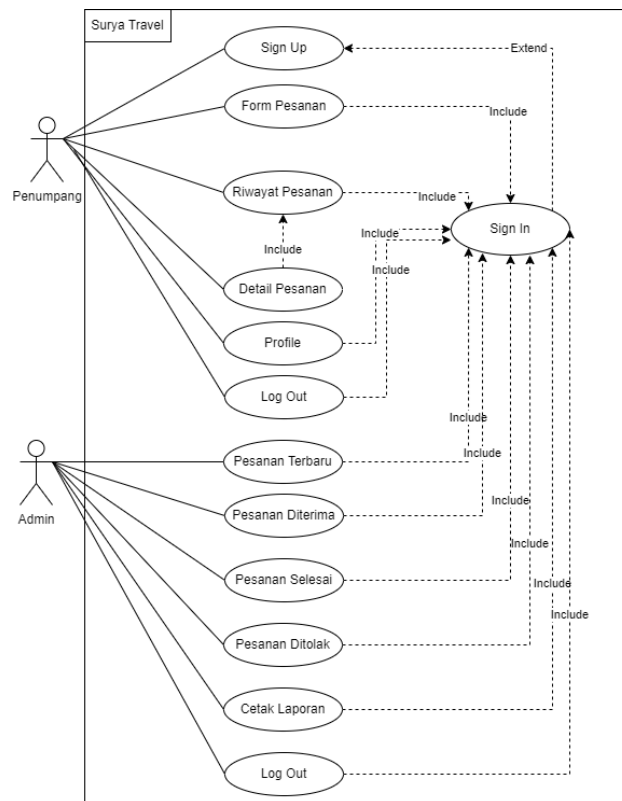 Surya Travel
Sign Up
Extend
Form Pesanan
Include
Penumpang
Riwayat Pesanan
Include
Sign In
Include
Include
Include
Detail Pesanan
Profile
Log Out
Include
Pesanan Terbaru
Include
Admin
Pesanan Diterima
Include
Include
Pesanan Selesai
Include
Include
Pesanan Ditolak
Cetak Laporan
Log Out